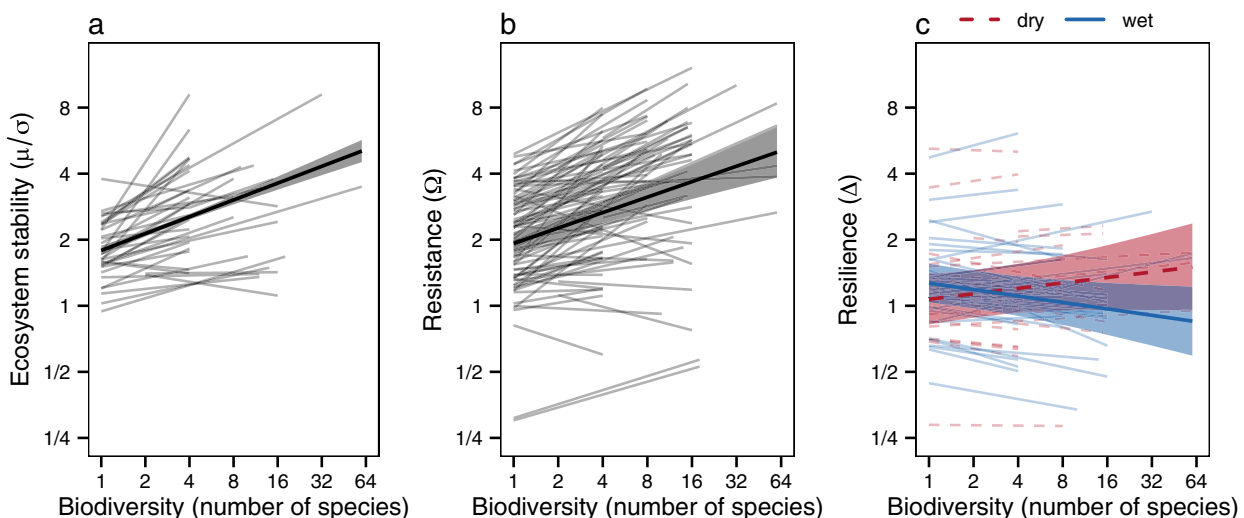 a
Ecosystem stability (μ/σ)
8
4
2
1
1/2
1/4
1 2 4 8 16 32 64
Biodiversity (number of species)
b
Resistance (Ω)
8
4
2
1
1/2
1/4
1 2 4 8 16 32 64
Biodiversity (number of species)
c
dry wet
Resilience (Δ)
8
4
2
1
1/2
1/4
1 2 4 8 16 32 64
Biodiversity (number of species)